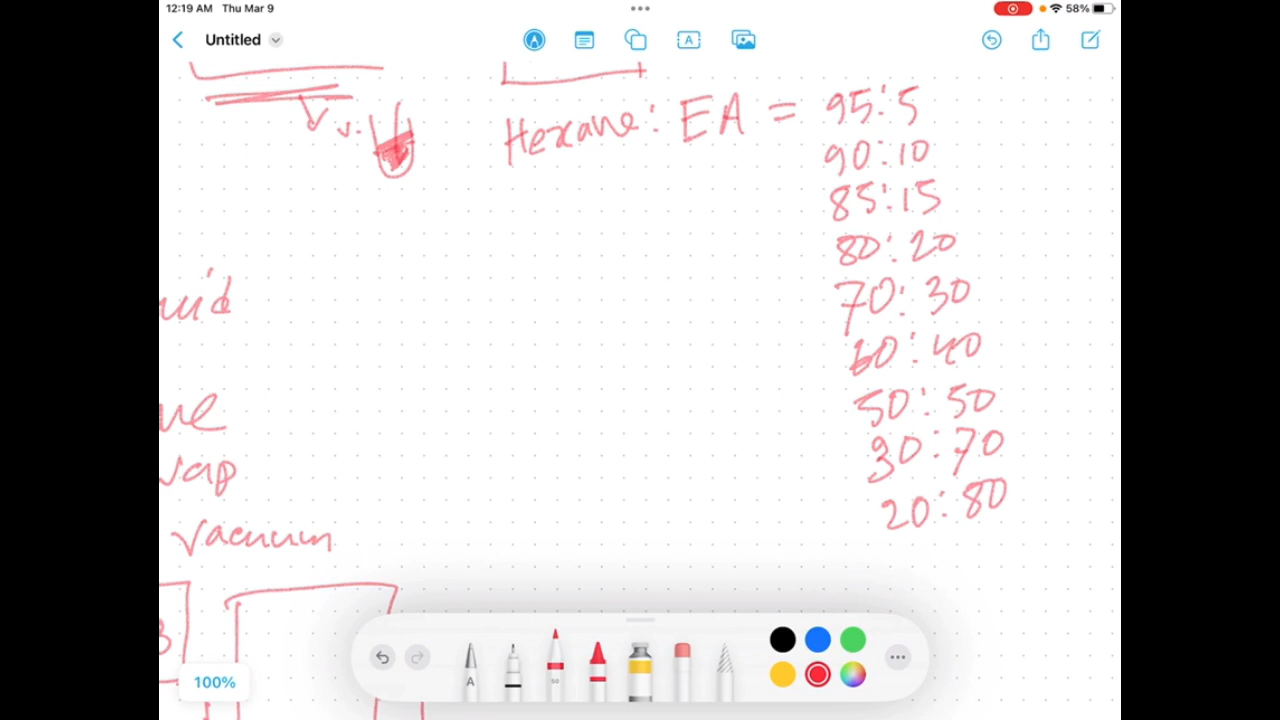 12:19 AM Thu Mar 9
58%
Untitled
Hexane: EA = 95:5
90:10
85:15
80:20
70:30
60:40
50:50
30:70
20:80
vacuum
100%
A